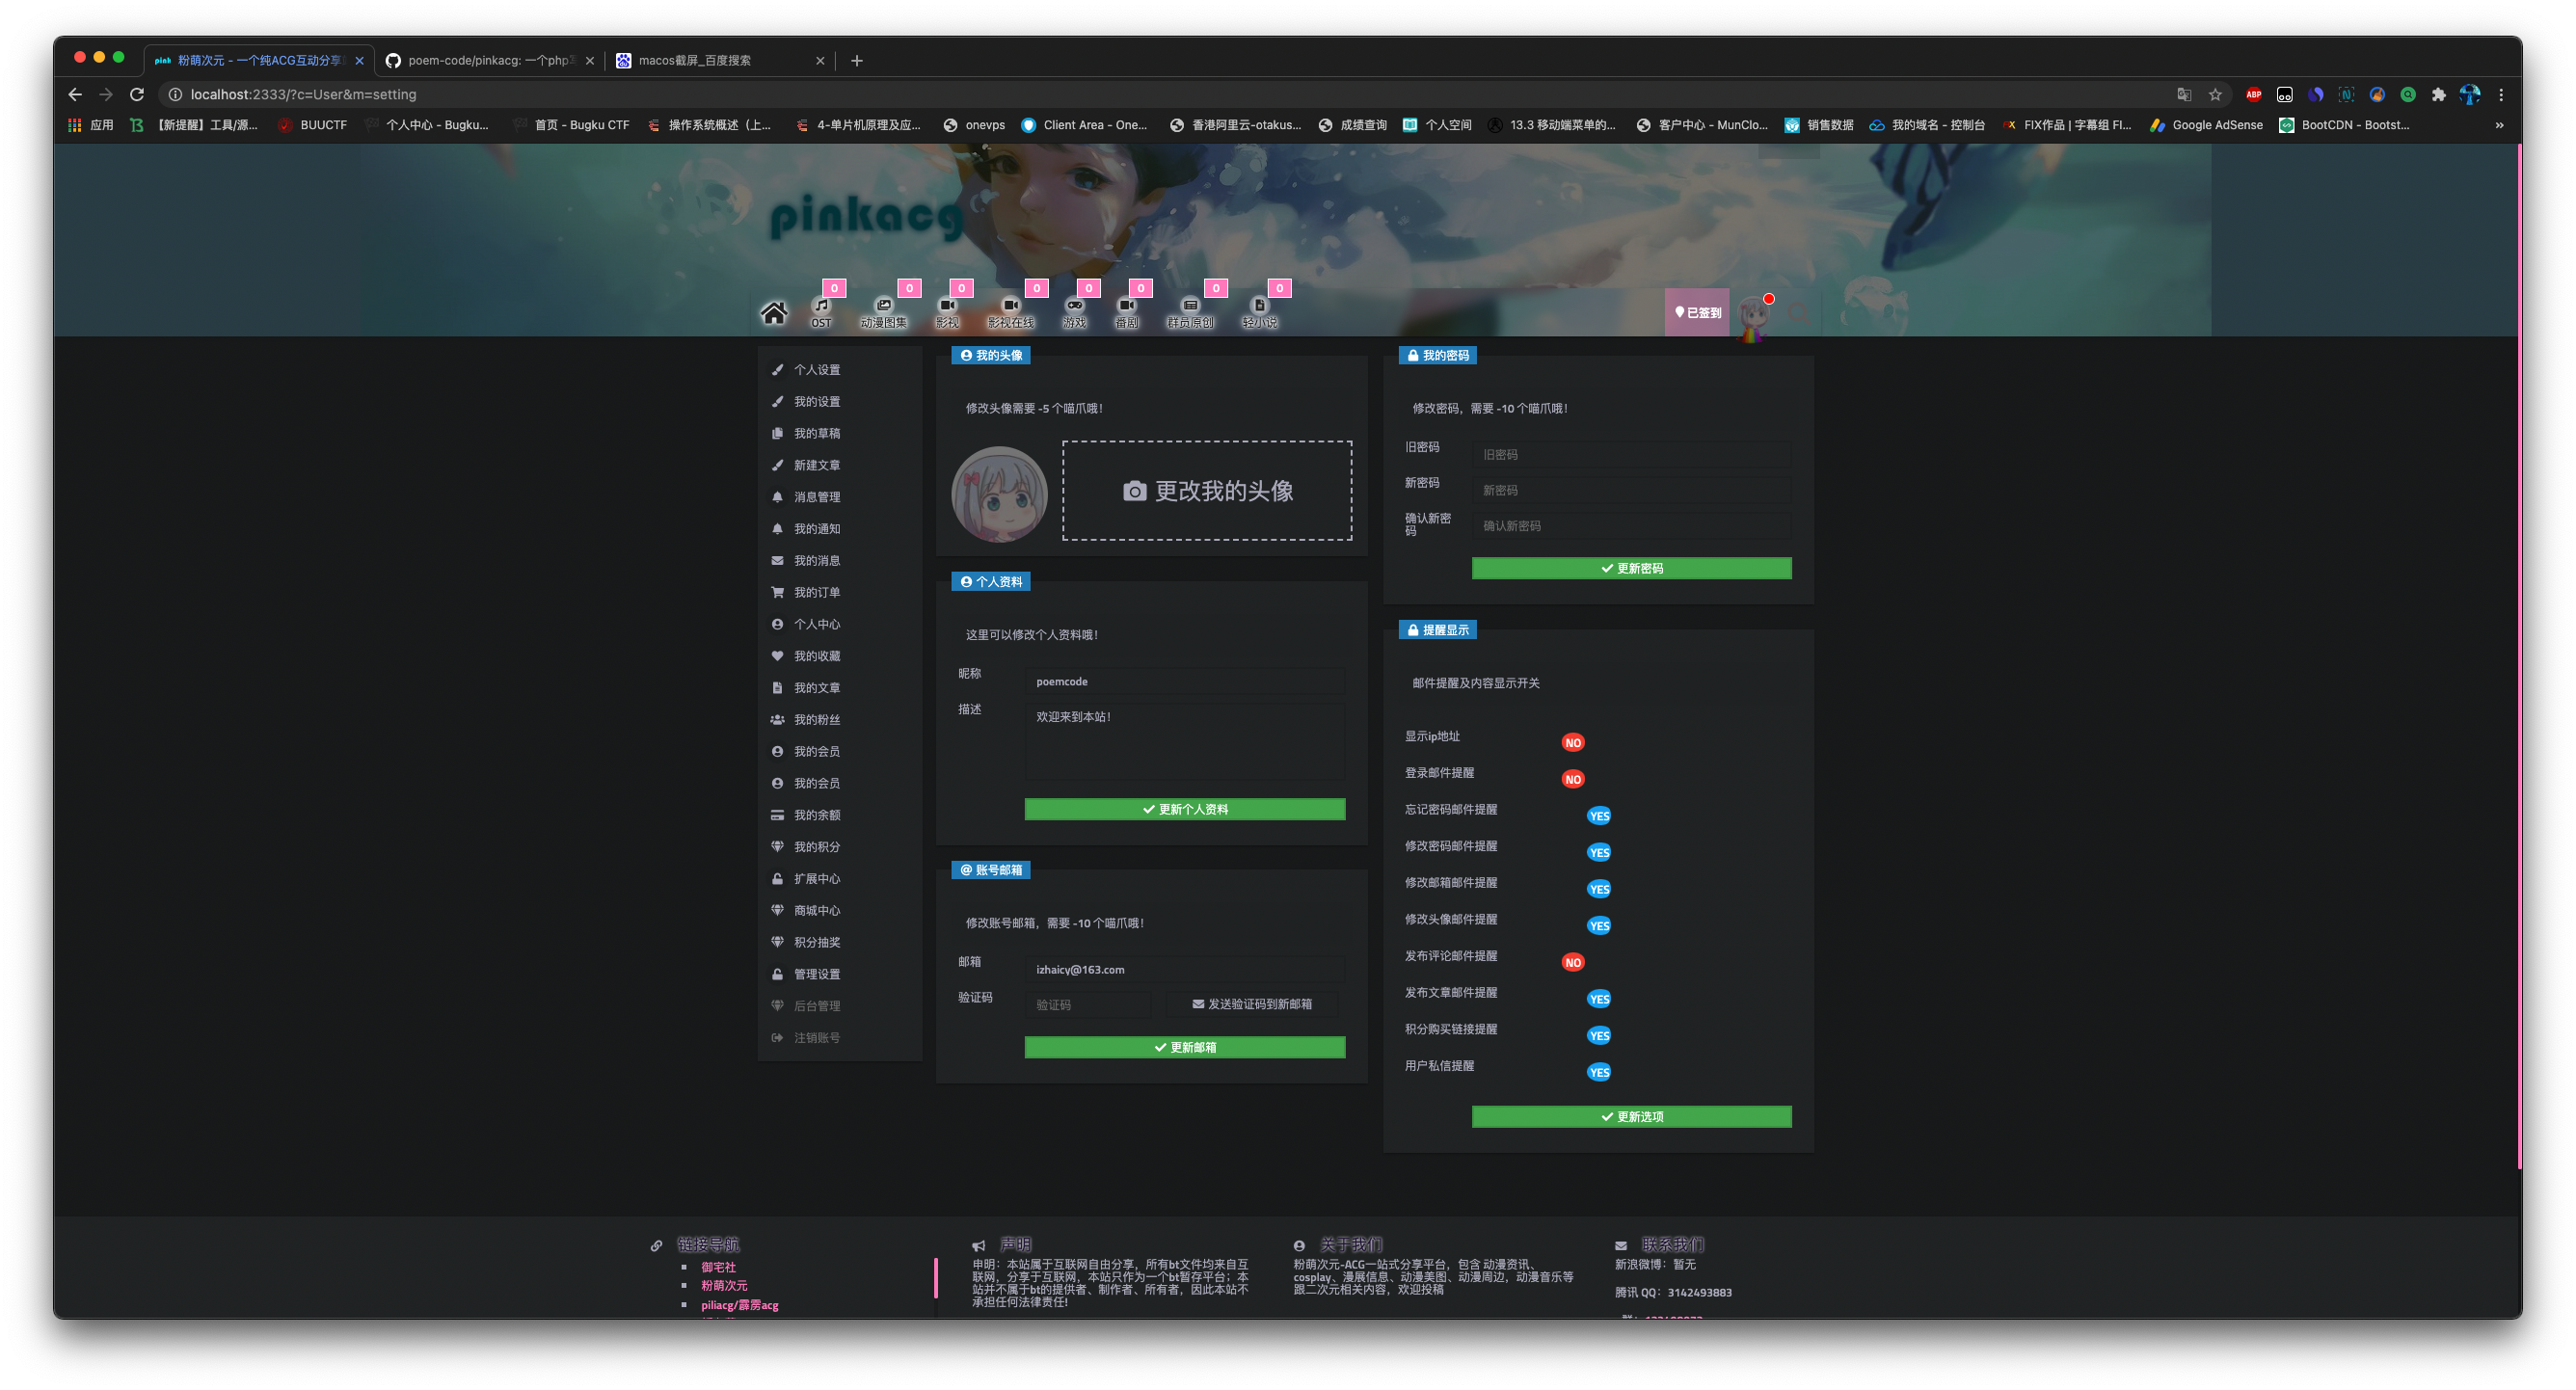 pink 粉萌次元 - 一个纯ACG互动分享
poem-code/pinkacg: 一个php
macos截屏_百度搜索
localhost:2333/?c=User&m=setting
ABP
应用
【新提醒】工具/源...
BUUCTF
个人中心 - Bugku...
首页 - Bugku CTF
操作系统概述（上...
4-单片机原理及应...
onevps
Client Area - One...
香港阿里云-otakus...
成绩查询
个人空间
13.3 移动端菜单的...
客户中心 - MunClo...
销售数据
我的域名 - 控制台
FIX作品 | 字幕组 FI...
Google AdSense
BootCDN - Bootst...
»
pinkacg
0 0 0 0 0 0 0 0
OST 动漫图集 影视 影视在线 游戏 番剧 群员原创 轻小说
已签到
个人设置
我的设置
我的草稿
新建文章
消息管理
我的通知
我的消息
我的订单
个人中心
我的收藏
我的文章
我的粉丝
我的会员
我的会员
我的余额
我的积分
扩展中心
商城中心
积分抽奖
管理设置
后台管理
注销账号
我的头像
修改头像需要 -5 个喵爪哦！
更改我的头像
个人资料
这里可以修改个人资料哦！
昵称
poemcode
描述
欢迎来到本站！
更新个人资料
账号邮箱
修改账号邮箱，需要 -10 个喵爪哦！
邮箱
izhaicy@163.com
验证码
验证码
发送验证码到新邮箱
更新邮箱
我的密码
修改密码，需要 -10 个喵爪哦！
旧密码
旧密码
新密码
新密码
确认新密
码
确认新密码
更新密码
提醒显示
邮件提醒及内容显示开关
显示ip地址 NO
登录邮件提醒 NO
忘记密码邮件提醒 YES
修改密码邮件提醒 YES
修改邮箱邮件提醒 YES
修改头像邮件提醒 YES
发布评论邮件提醒 NO
发布文章邮件提醒 YES
积分购买链接提醒 YES
用户私信提醒 YES
更新选项
链接导航
御宅社
粉萌次元
piliacg/霹雳acg
声明
申明：本站属于互联网自由分享，所有bt文件均来自互
联网，分享于互联网，本站只作为一个bt暂存平台；本
站并不属于bt的提供者、制作者、所有者，因此本站不
承担任何法律责任!
关于我们
粉萌次元-ACG一站式分享平台，包含 动漫资讯、
cosplay、漫展信息、动漫美图、动漫周边，动漫音乐等
跟二次元相关内容，欢迎投稿
联系我们
新浪微博：暂无
腾讯 QQ：3142493883